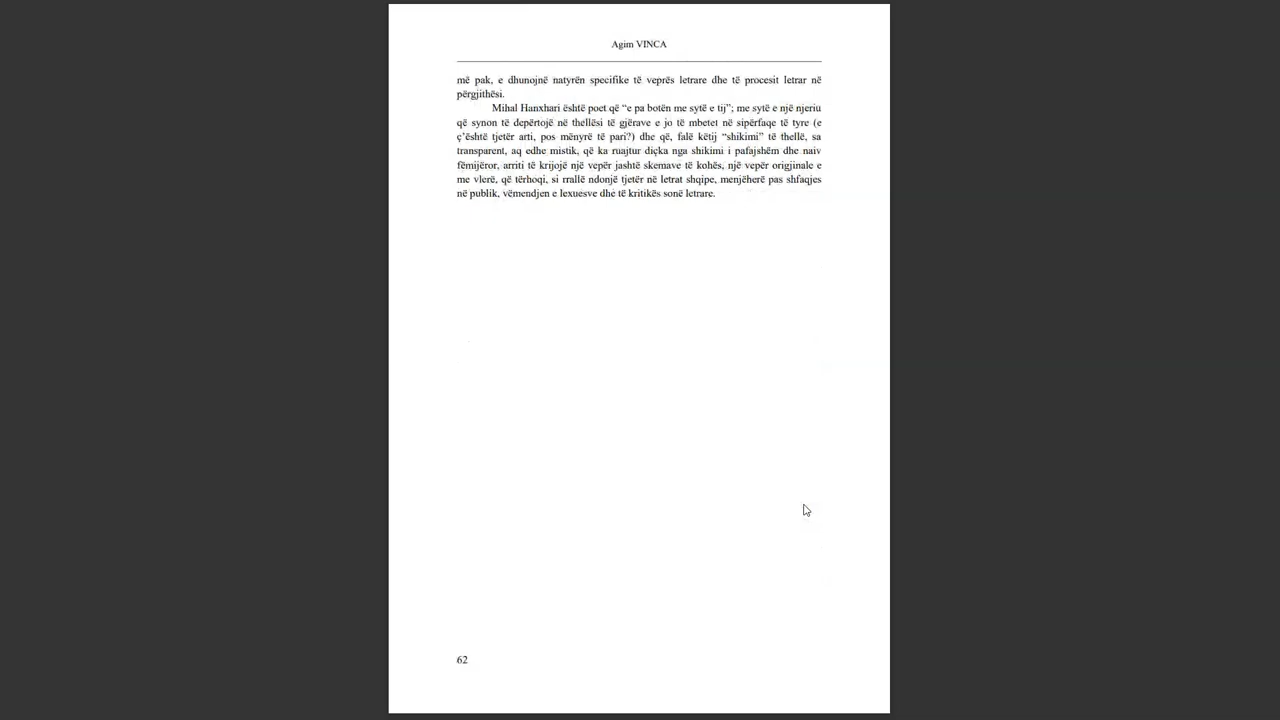 Agim VINCA
më pak, e dhunojnë natyrën specifike të veprës letrare dhe të procesit letrar në
përgjithësi.
Mihal Hanxhari është poet që “e pa botën me sytë e tij”; me sytë e një njeriu
që synon të depërtojë në thellësi të gjërave e jo të mbetet në sipërfaqe të tyre (e
ç’është tjetër arti, pos mënyrë të pari?) dhe që, falë këtij “shikimi” të thellë, sa
transparent, aq edhe mistik, që ka ruajtur diçka nga shikimi i pafajshëm dhe naiv
fëmijëror, arriti të krijojë një vepër jashtë skemave të kohës, një vepër origjinale e
me vlerë, që tërhoqi, si rrallë ndonjë tjetër në letrat shqipe, menjëherë pas shfaqjes
në publik, vëmendjen e lexuesve dhe të kritikës sonë letrare.
62